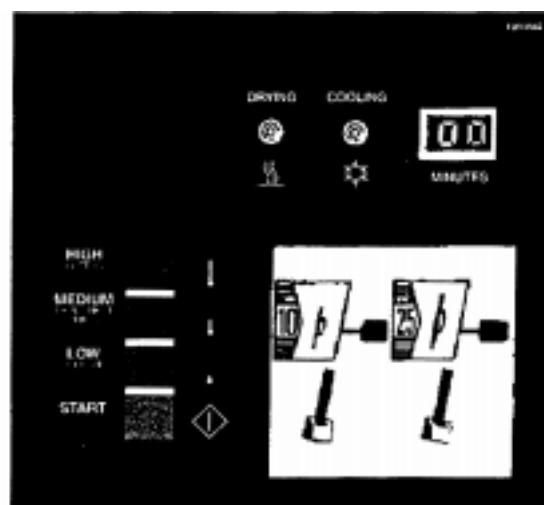 DRYING COOLING
00
MINUTES
HIGH
MEDIUM
10 25
LOW
START